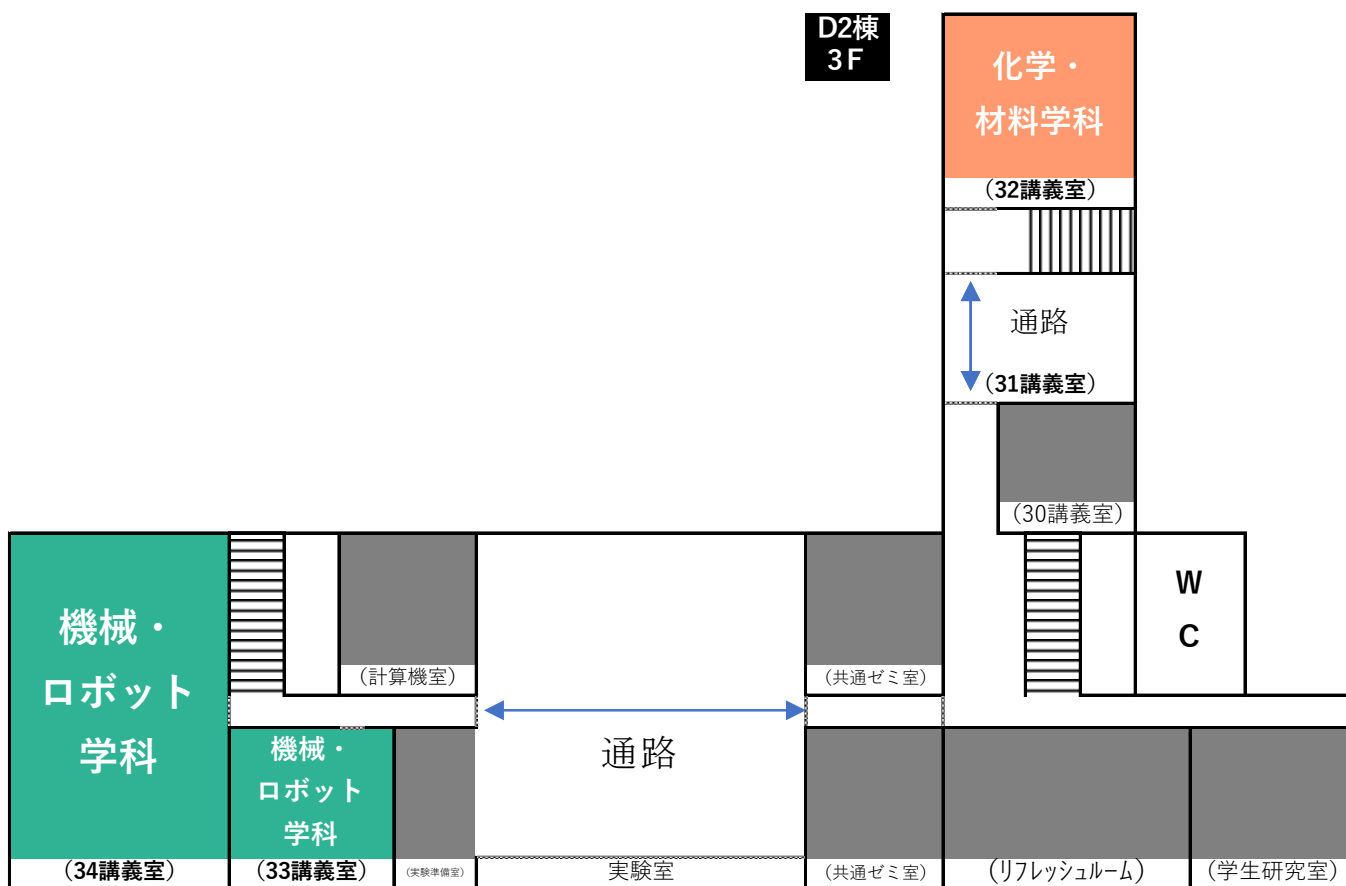 D2棟
3F
化学・
材料学科
（32講義室）
通路
（31講義室）
（30講義室）
機械・
ロボット
学科
（34講義室）
（計算機室）
（共通ゼミ室）
W
C
機械・
ロボット
学科
（33講義室）
（実験準備室）
通路
実験室
（共通ゼミ室）
（リフレッシュルーム）
（学生研究室）